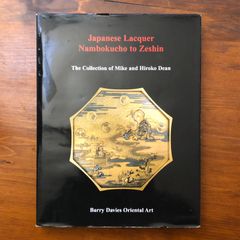 Japanese Lacquer
Nambokucho to Zeshin
The Collection of Mike and Hiroko Dean
Barry Davies Oriental Art